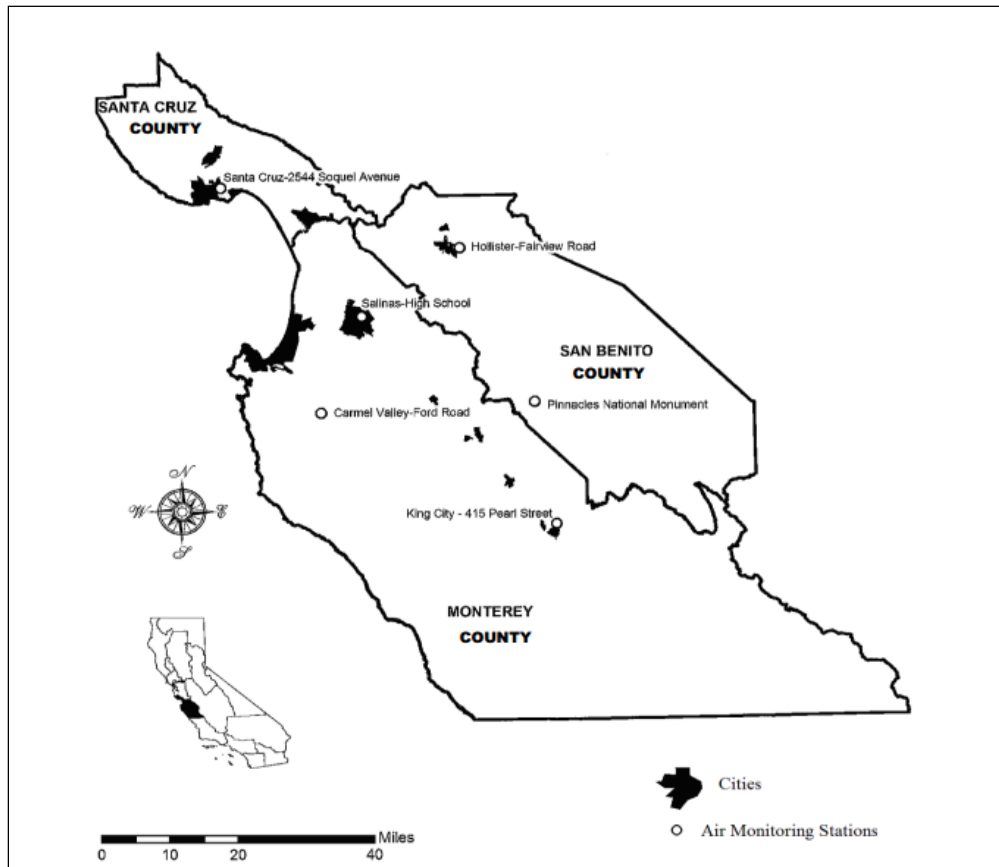 SANTA CRUZ
COUNTY
Santa Cruz-2544 Soquel Avenue
Hollister-Fairview Road
Salinas-High School
SAN BENITO
COUNTY
Pinnacles National Monument
Carmel Valley-Ford Road
N
W
E
S
King City - 415 Pearl Street
MONTEREY
COUNTY
Cities
Air Monitoring Stations
Miles
0 10 20 40